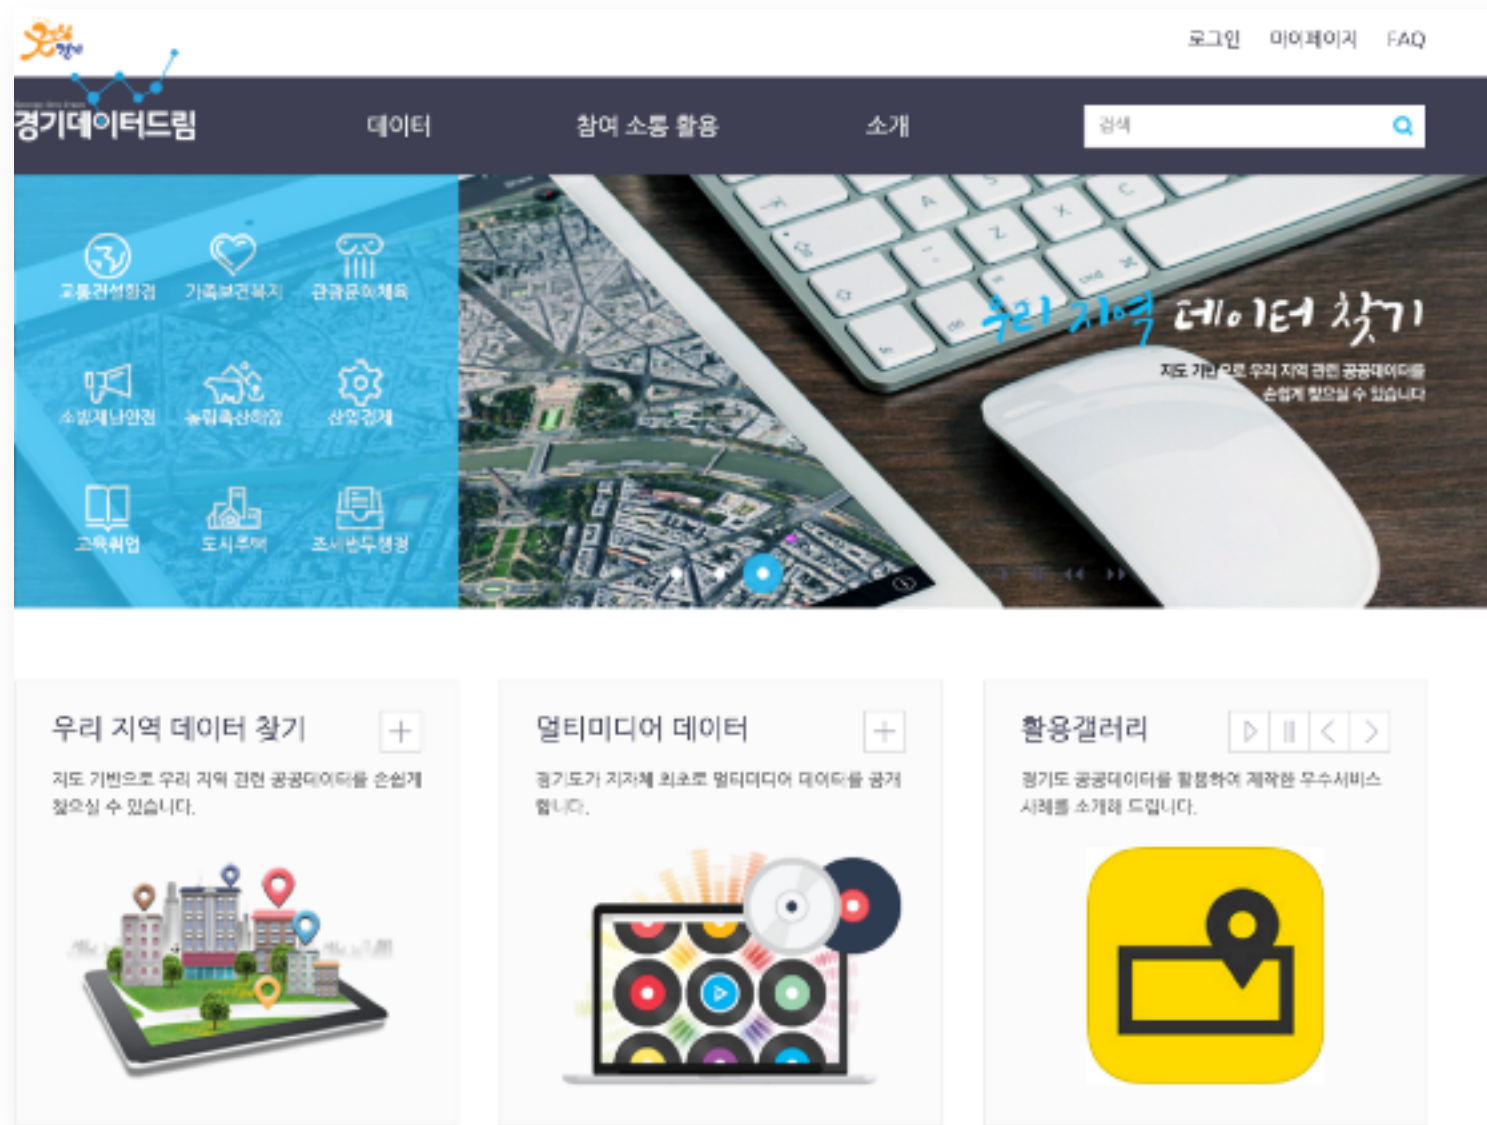 로그인 마이페이지 FAQ
경기데이터드림 데이터 참여 소통 활용 소개 검색
교통건설환경 가족보건복지 관광문화체육
우리 지역 데이터 찾기
지도 기반으로 우리 지역 관련 공공데이터를
손쉽게 찾으실 수 있습니다
소방재난안전 농림축산해양 산업경제
교육취업 도시주택 조세법무행정
우리 지역 데이터 찾기
지도 기반으로 우리 지역 관련 공공데이터를 손쉽게
찾으실 수 있습니다.
멀티미디어 데이터
경기도가 지자체 최초로 멀티미디어 데이터를 공개
합니다.
활용갤러리
경기도 공공데이터를 활용하여 제작한 우수서비스
사례를 소개해 드립니다.